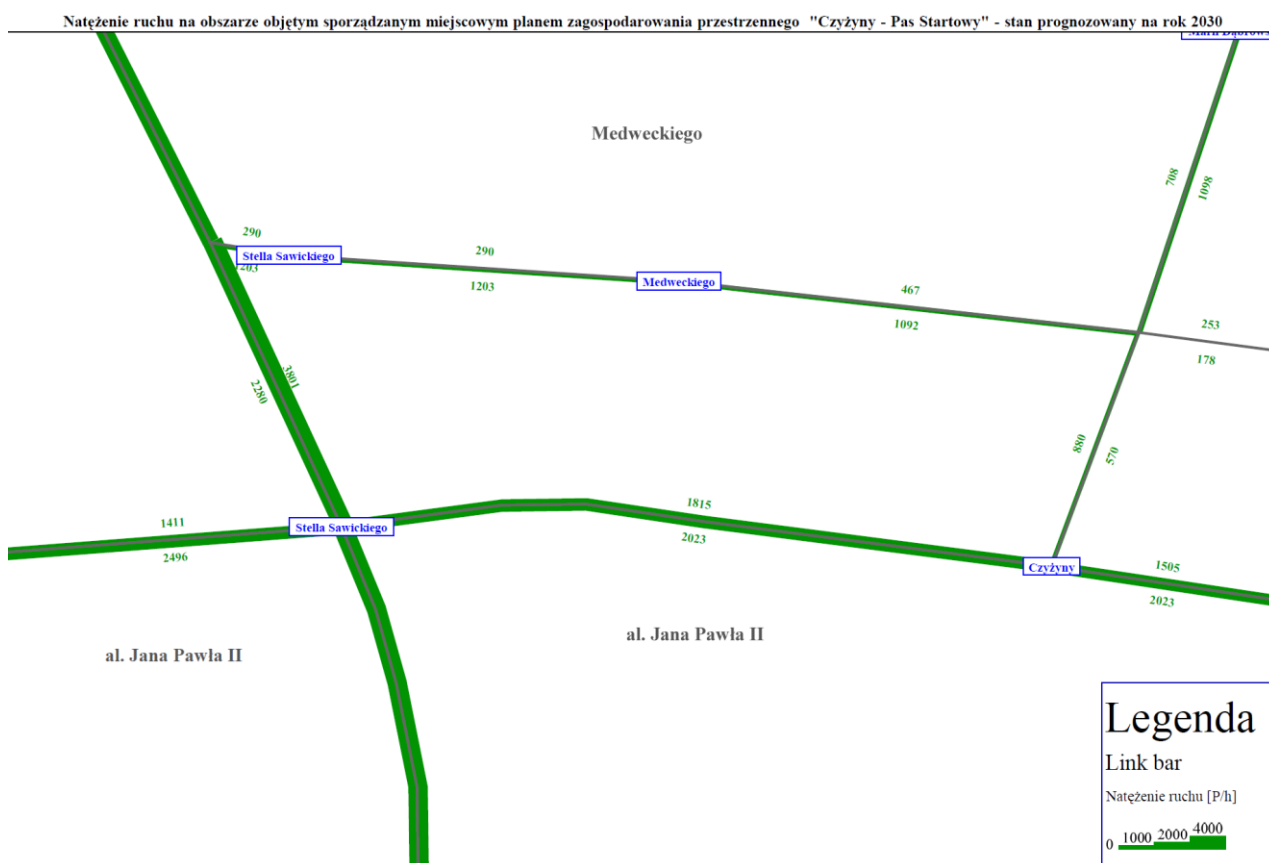 Natężenie ruchu na obszarze objętym sporządzanym miejscowym planem zagospodarowania przestrzennego "Czyżyny - Pas Startowy" - stan prognozowany na rok 2030
Medweckiego
708
1098
290
Stella Sawickiego
1203
290
1203
Medweckiego
467
1092
253
178
3801
2280
880
570
1411
2496
Stella Sawickiego
1815
2023
Czyżyny
1505
2023
al. Jana Pawła II
al. Jana Pawła II
Legenda
Link bar
Natężenie ruchu [P/h]
0 1000 2000 4000